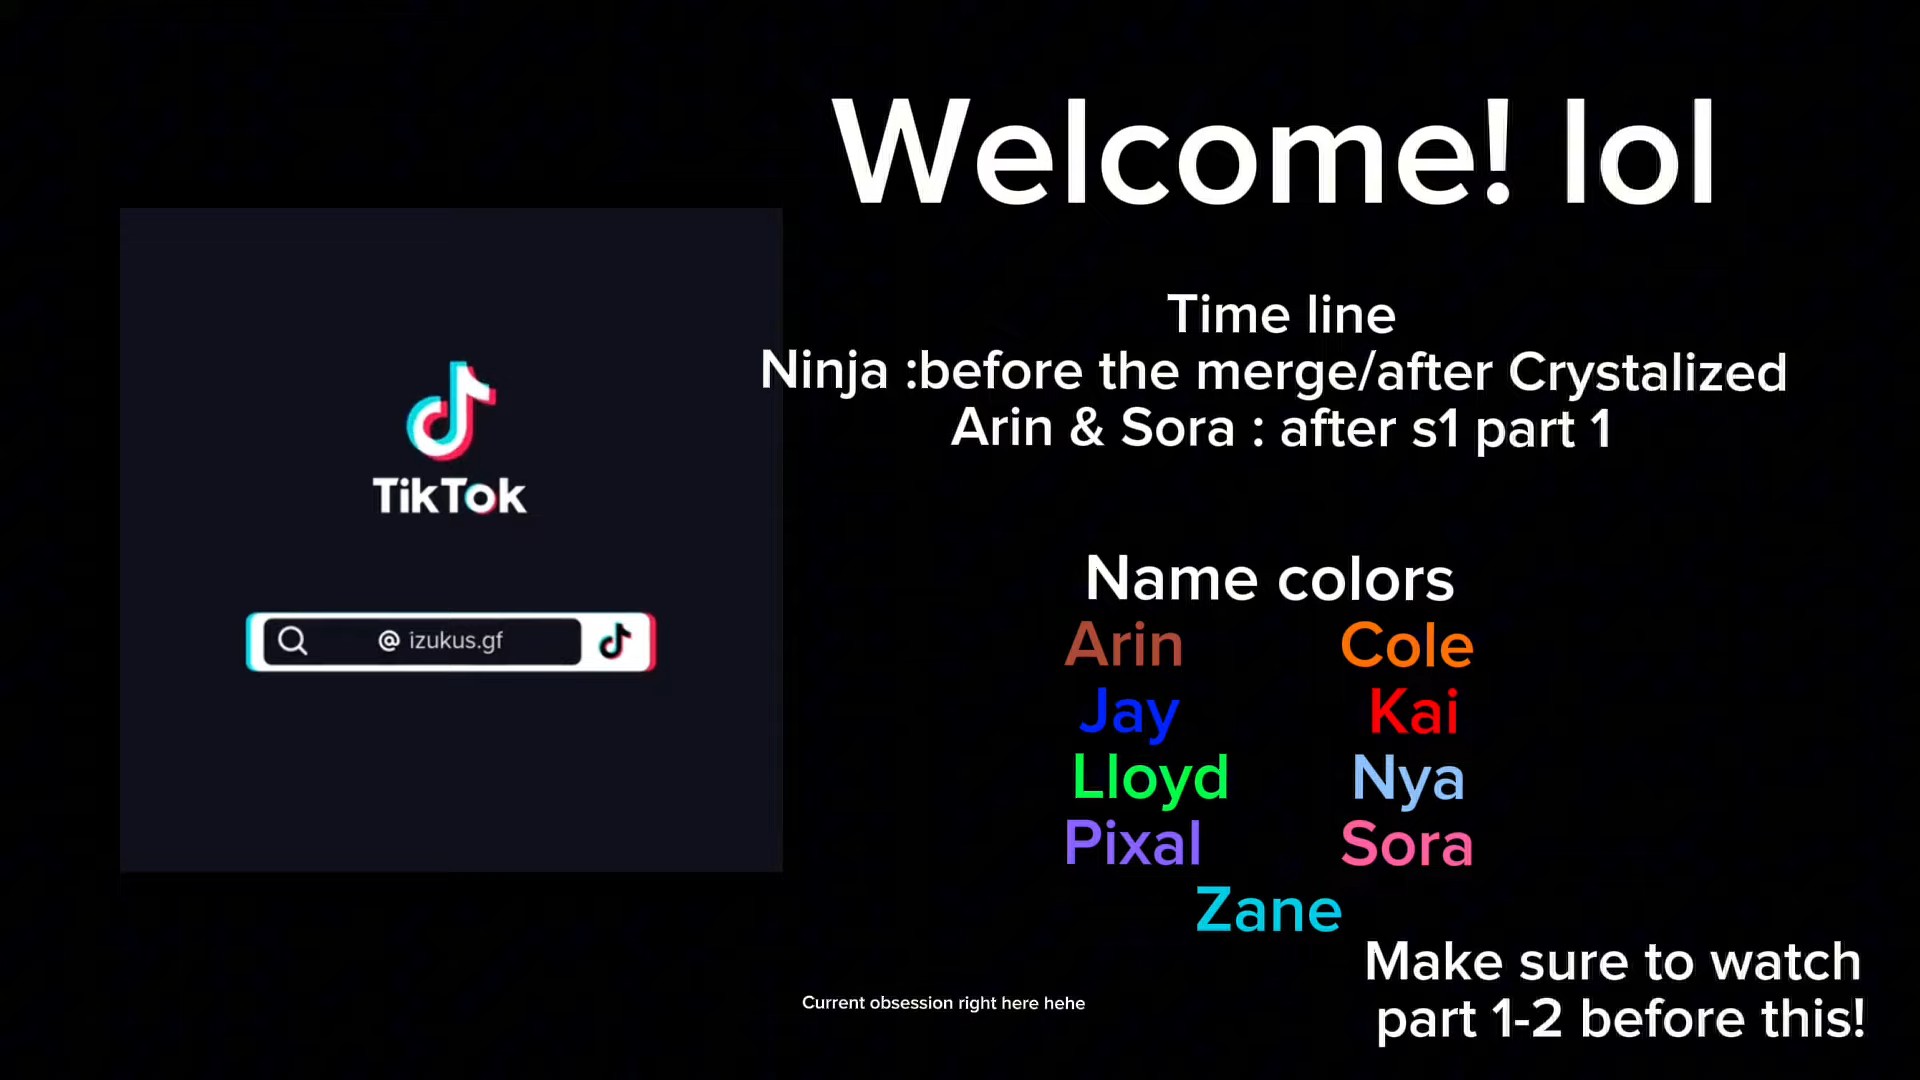 Welcome! lol
Time line
Ninja :before the merge/after Crystalized
Arin & Sora : after s1 part 1
TikTok
@ izukus.gf
Name colors
Arin Cole
Jay Kai
Lloyd Nya
Pixal Sora
Zane
Make sure to watch
part 1-2 before this!
Current obsession right here hehe